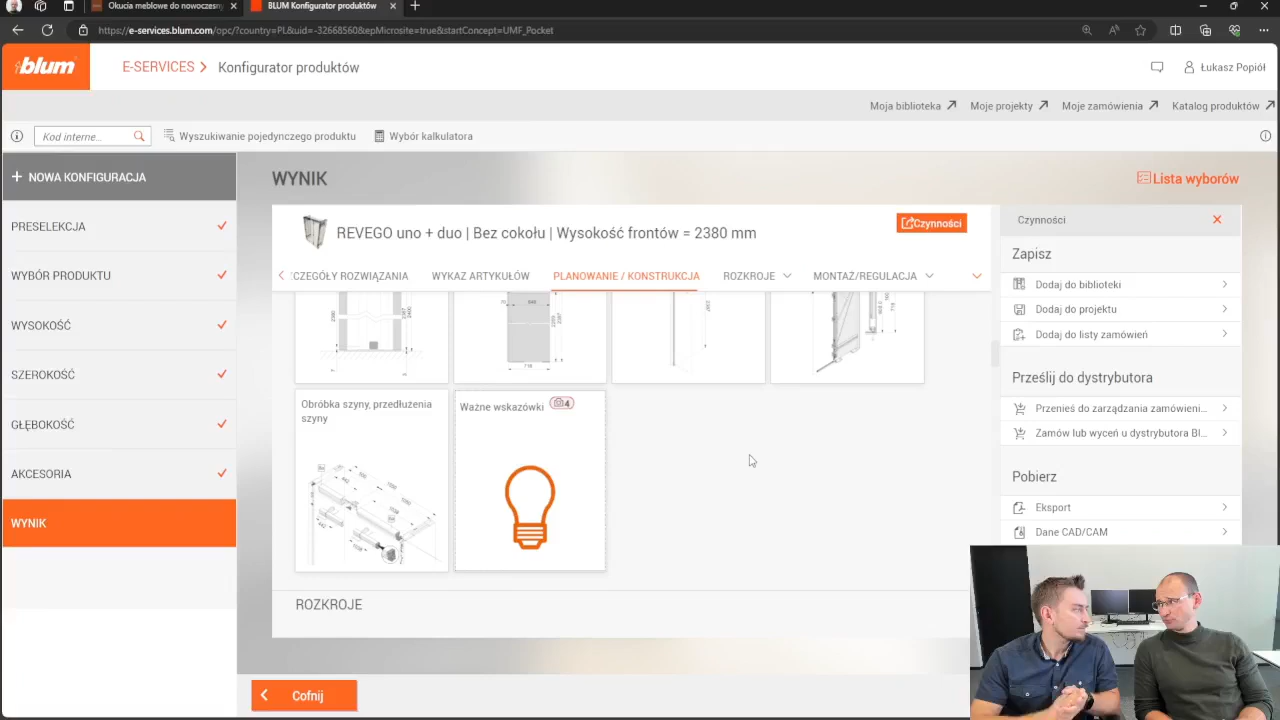 Okucia meblowe do nowoczesny
BLUM Konfigurator produktów
https://e-services.blum.com/opc/?country=PL&uid=-32668560&epMicrosite=true&startConcept=UMF_Pocket
blum
E-SERVICES
Konfigurator produktów
Łukasz Popiół
Moja biblioteka
Moje projekty
Moje zamówienia
Katalog produktów
Kod interne...
Wyszukiwanie pojedynczego produktu
Wybór kalkulatora
+ NOWA KONFIGURACJA
PRESELEKCJA
WYBÓR PRODUKTU
WYSOKOŚĆ
SZEROKOŚĆ
GŁĘBOKOŚĆ
AKCESORIA
WYNIK
WYNIK
Lista wyborów
REVEGO uno + duo | Bez cokołu | Wysokość frontów = 2380 mm
Czynności
CZEGÓŁY ROZWIĄZANIA
WYKAZ ARTYKUŁÓW
PLANOWANIE / KONSTRUKCJA
ROZKROJE
MONTAŻ/REGULACJA
Obróbka szyny, przedłużenia
szyny
Ważne wskazówki
4
ROZKROJE
Cofnij
Czynności
Zapisz
Dodaj do biblioteki
Dodaj do projektu
Dodaj do listy zamówień
Prześlij do dystrybutora
Przenieś do zarządzania zamówieni...
Zamów lub wyceń u dystrybutora Bl...
Pobierz
Eksport
Dane CAD/CAM